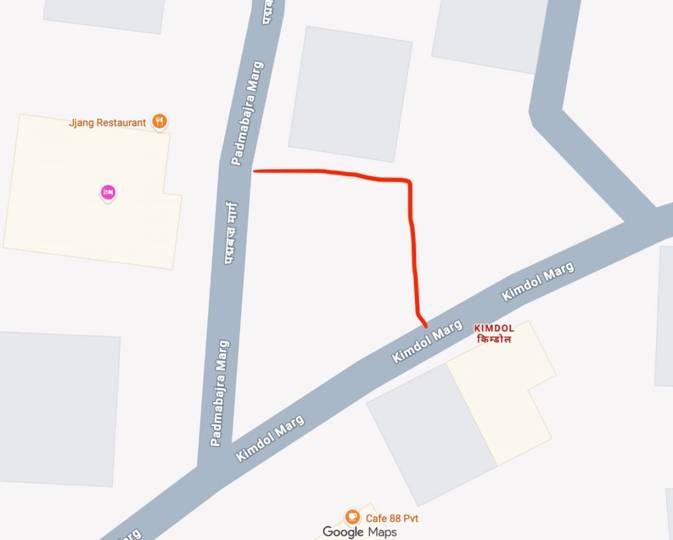 Padmabajra Marg
Jjang Restaurant
पद्मबज्र मार्ग
Kimdol Marg
KIMDOL
किम्डोल
Kimdol Marg
Padmabajra Marg
Kimdol Marg
Cafe 88 Pvt
Google Maps